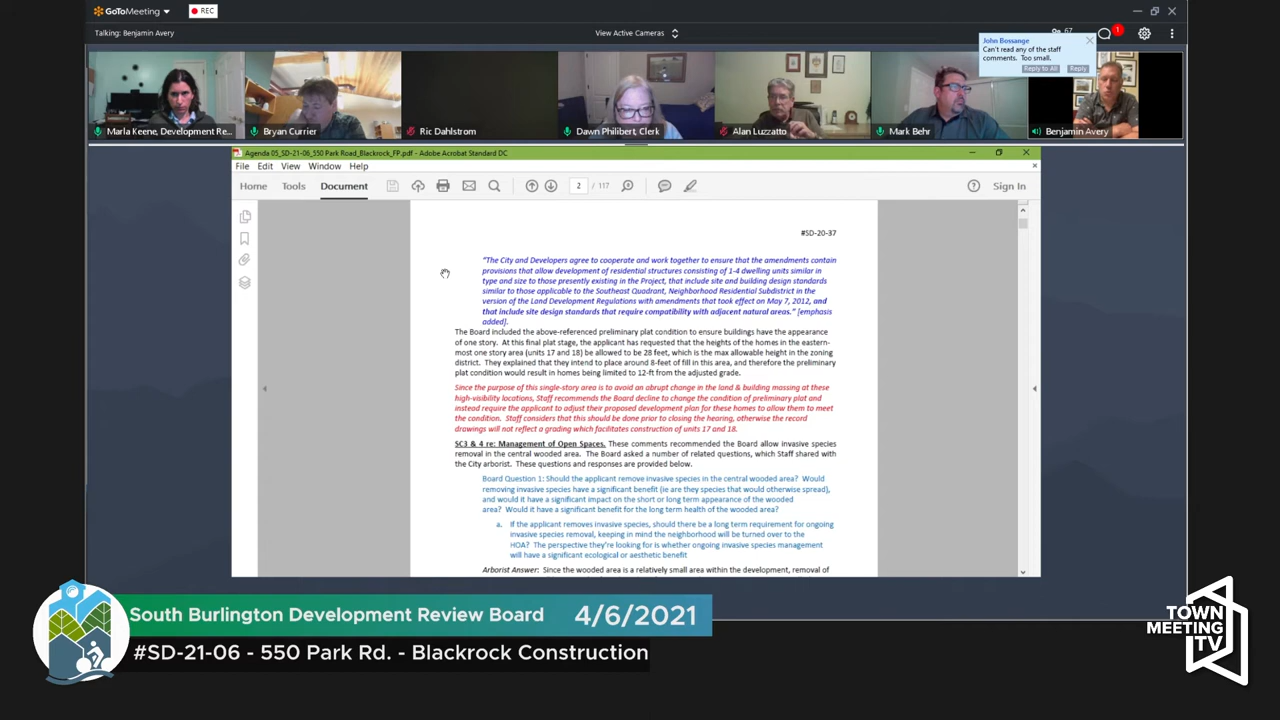 GoToMeeting
REC
Talking: Benjamin Avery
View Active Cameras
67
1
John Bossange
Can't read any of the staff
comments. Too small.
Reply to All
Reply
Marla Keene, Development Re...
Bryan Currier
Ric Dahlstrom
Dawn Philibert, Clerk
Alan Luzzatto
Mark Behr
Benjamin Avery
Agenda 05_SD-21-06_550 Park Road_Blackrock_FP.pdf - Adobe Acrobat Standard DC
File Edit View Window Help
Home Tools Document
2 / 117
Sign In
#SD-20-37
"The City and Developers agree to cooperate and work together to ensure that the amendments contain
provisions that allow development of residential structures consisting of 1-4 dwelling units similar in
type and size to those presently existing in the Project, that include site and building design standards
similar to those applicable to the Southeast Quadrant, Neighborhood Residential Subdistrict in the
version of the Land Development Regulations with amendments that took effect on May 7, 2012, and
that include site design standards that require compatibility with adjacent natural areas." [emphasis
added].
The Board included the above-referenced preliminary plat condition to ensure buildings have the appearance
of one story. At this final plat stage, the applicant has requested that the heights of the homes in the eastern-
most one story area (units 17 and 18) be allowed to be 28 feet, which is the max allowable height in the zoning
district. They explained that they intend to place around 8-feet of fill in this area, and therefore the preliminary
plat condition would result in homes being limited to 12-ft from the adjusted grade.
Since the purpose of this single-story area is to avoid an abrupt change in the land & building massing at these
high-visibility locations, Staff recommends the Board decline to change the condition of preliminary plat and
instead require the applicant to adjust their proposed development plan for these homes to allow them to meet
the condition. Staff considers that this should be done prior to closing the hearing, otherwise the record
drawings will not reflect a grading which facilitates construction of units 17 and 18.
SC3 & 4 re: Management of Open Spaces. These comments recommended the Board allow invasive species
removal in the central wooded area. The Board asked a number of related questions, which Staff shared with
the City arborist. These questions and responses are provided below.
Board Question 1: Should the applicant remove invasive species in the central wooded area? Would
removing invasive species have a significant benefit (ie are they species that would otherwise spread),
and would it have a significant impact on the short or long term appearance of the wooded
area? Would it have a significant benefit for the long term health of the wooded area?
a. If the applicant removes invasive species, should there be a long term requirement for ongoing
invasive species removal, keeping in mind the neighborhood will be turned over to the
HOA? The perspective they're looking for is whether ongoing invasive species management
will have a significant ecological or aesthetic benefit
Arborist Answer: Since the wooded area is a relatively small area within the development, removal of
South Burlington Development Review Board 4/6/2021
#SD-21-06 - 550 Park Rd. - Blackrock Construction
TOWN
MEETING
TV